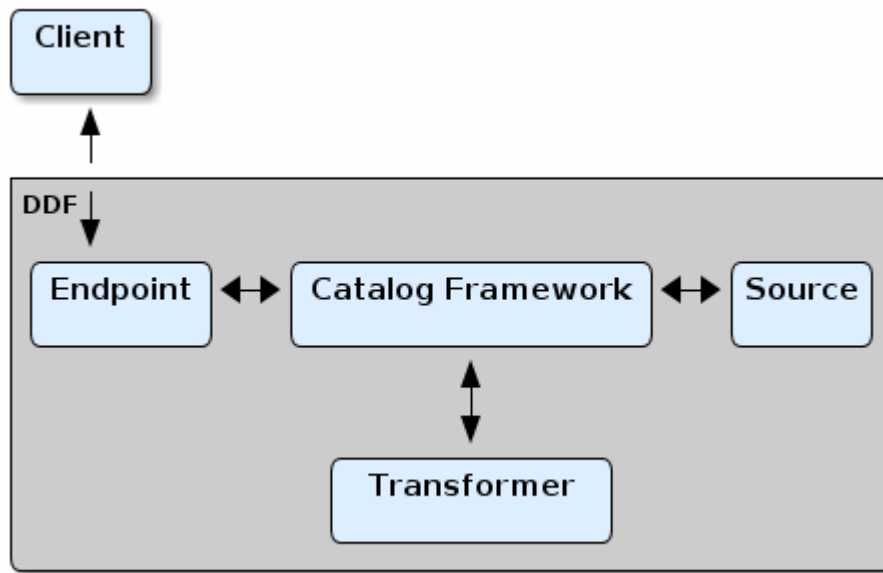 Client
DDF
Endpoint
Catalog Framework
Source
Transformer